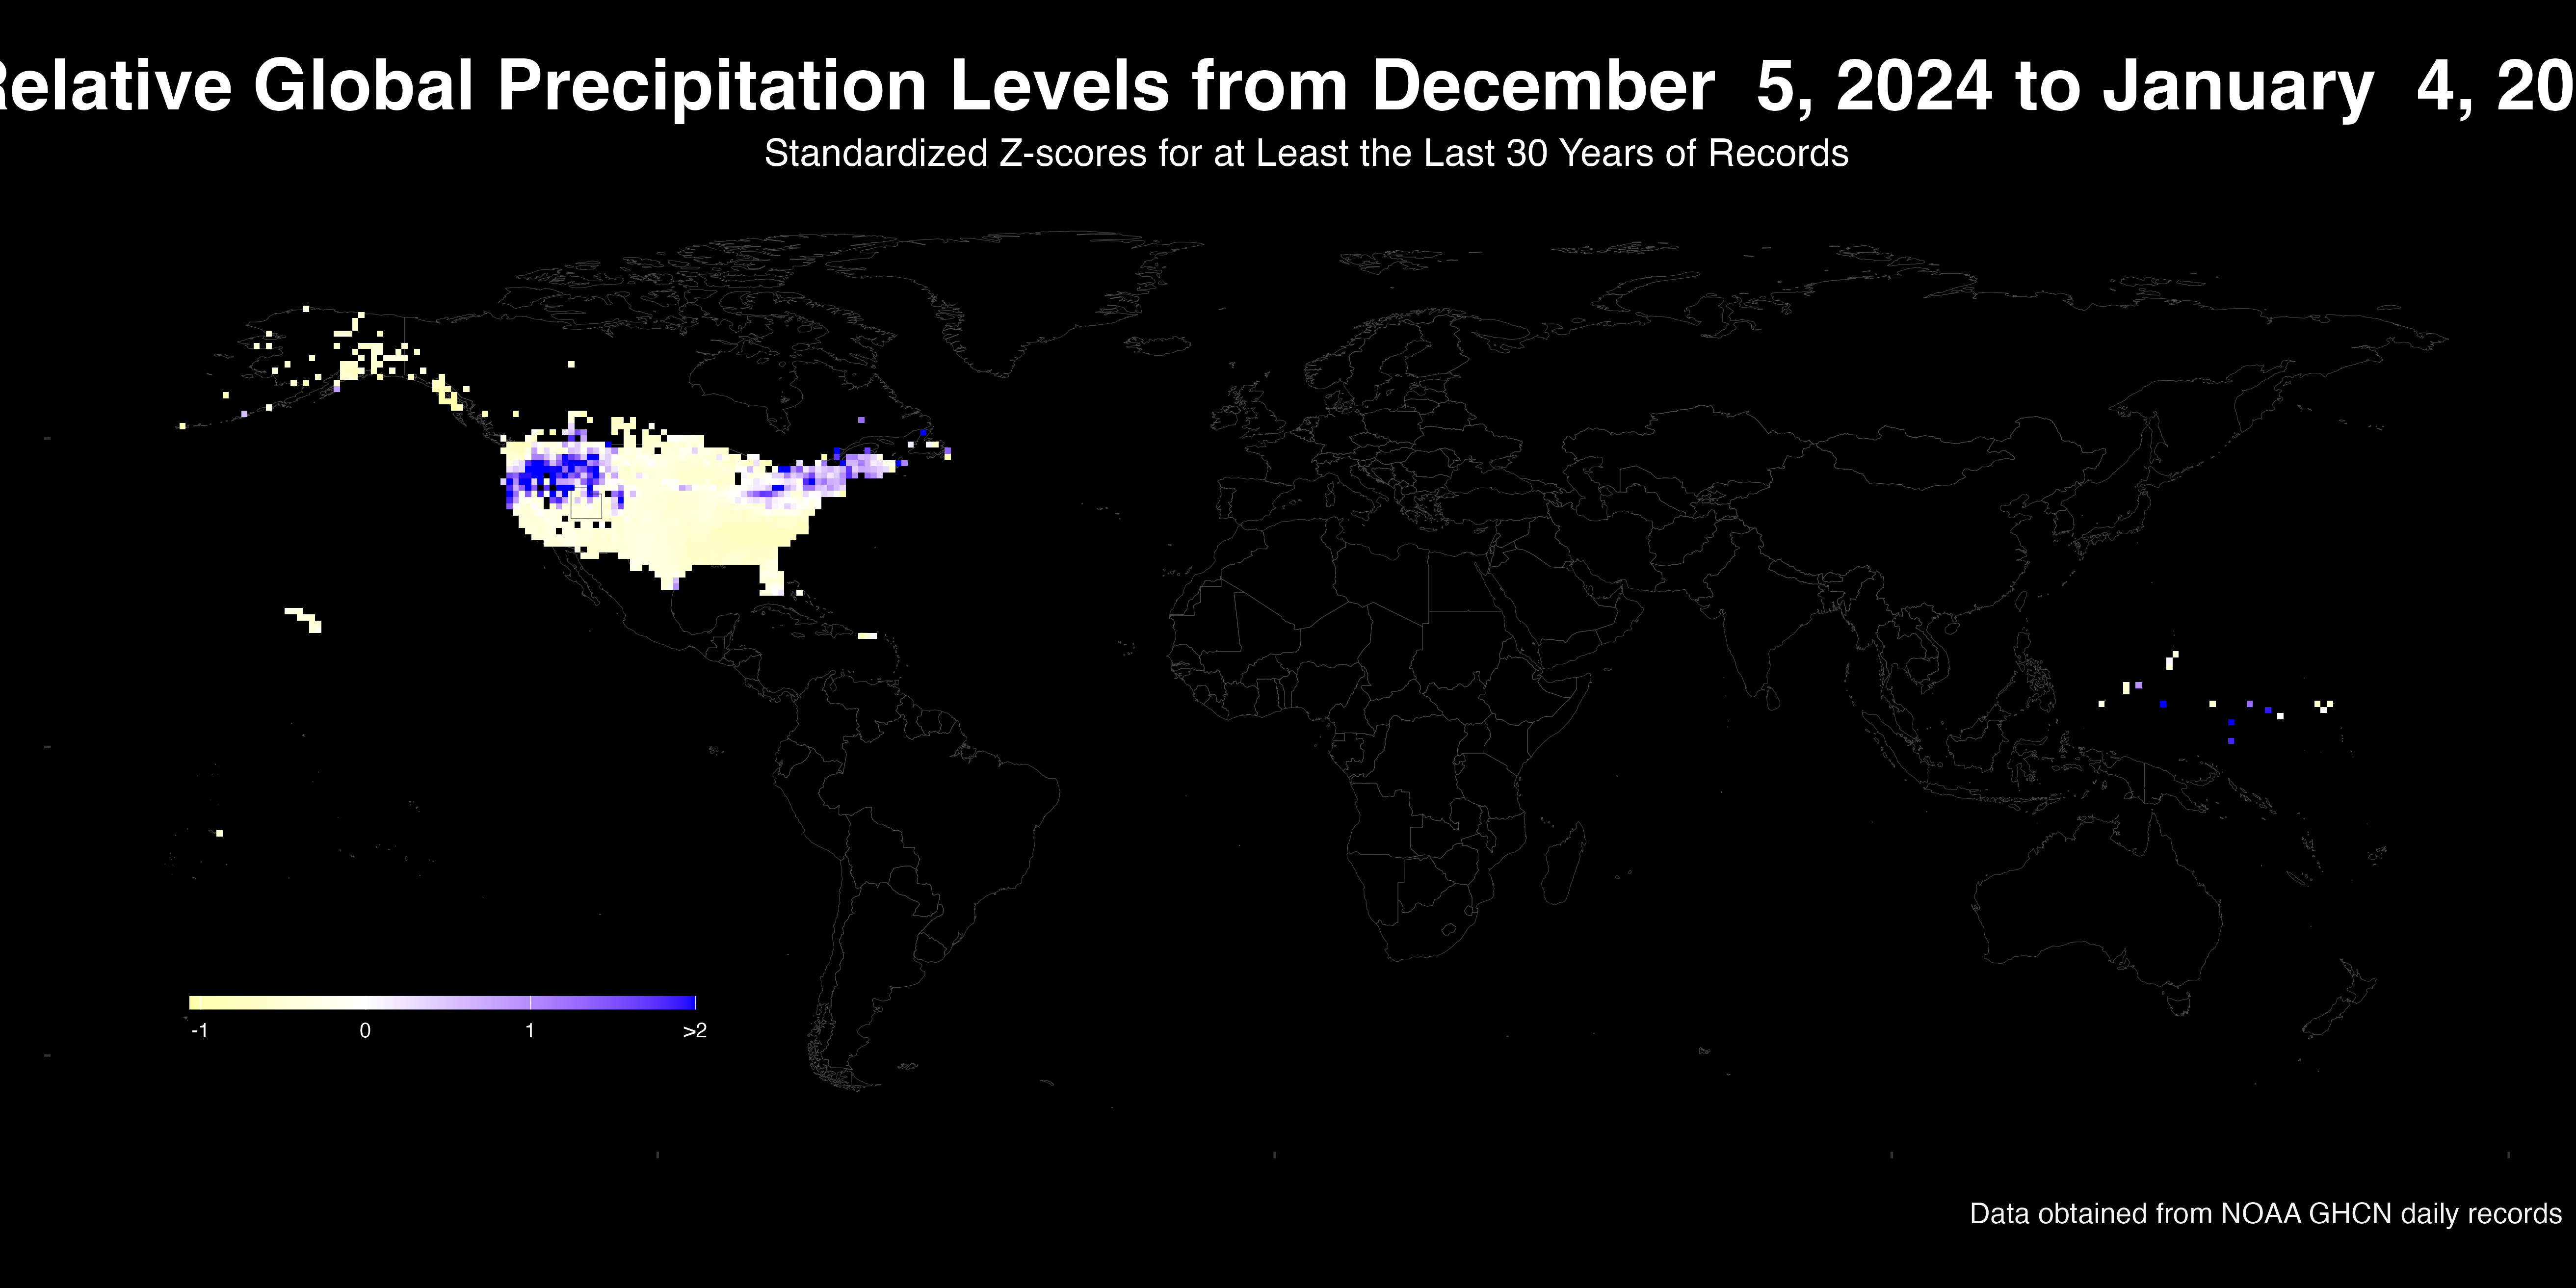 Relative Global Precipitation Levels from December  5, 2024 to January  4, 20
Standardized Z-scores for at Least the Last 30 Years of Records
-1 0 1 >2
Data obtained from NOAA GHCN daily records